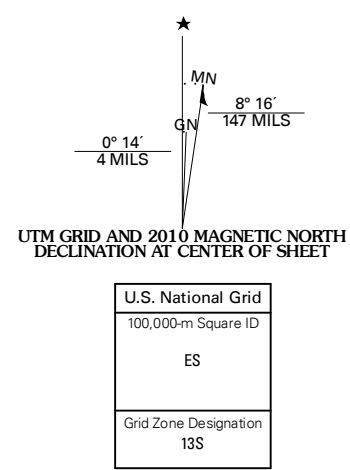 MN
8° 16´
147 MILS
GN
0° 14´
4 MILS
UTM GRID AND 2010 MAGNETIC NORTH
DECLINATION AT CENTER OF SHEET
U.S. National Grid
100,000-m Square ID
ES
Grid Zone Designation
13S